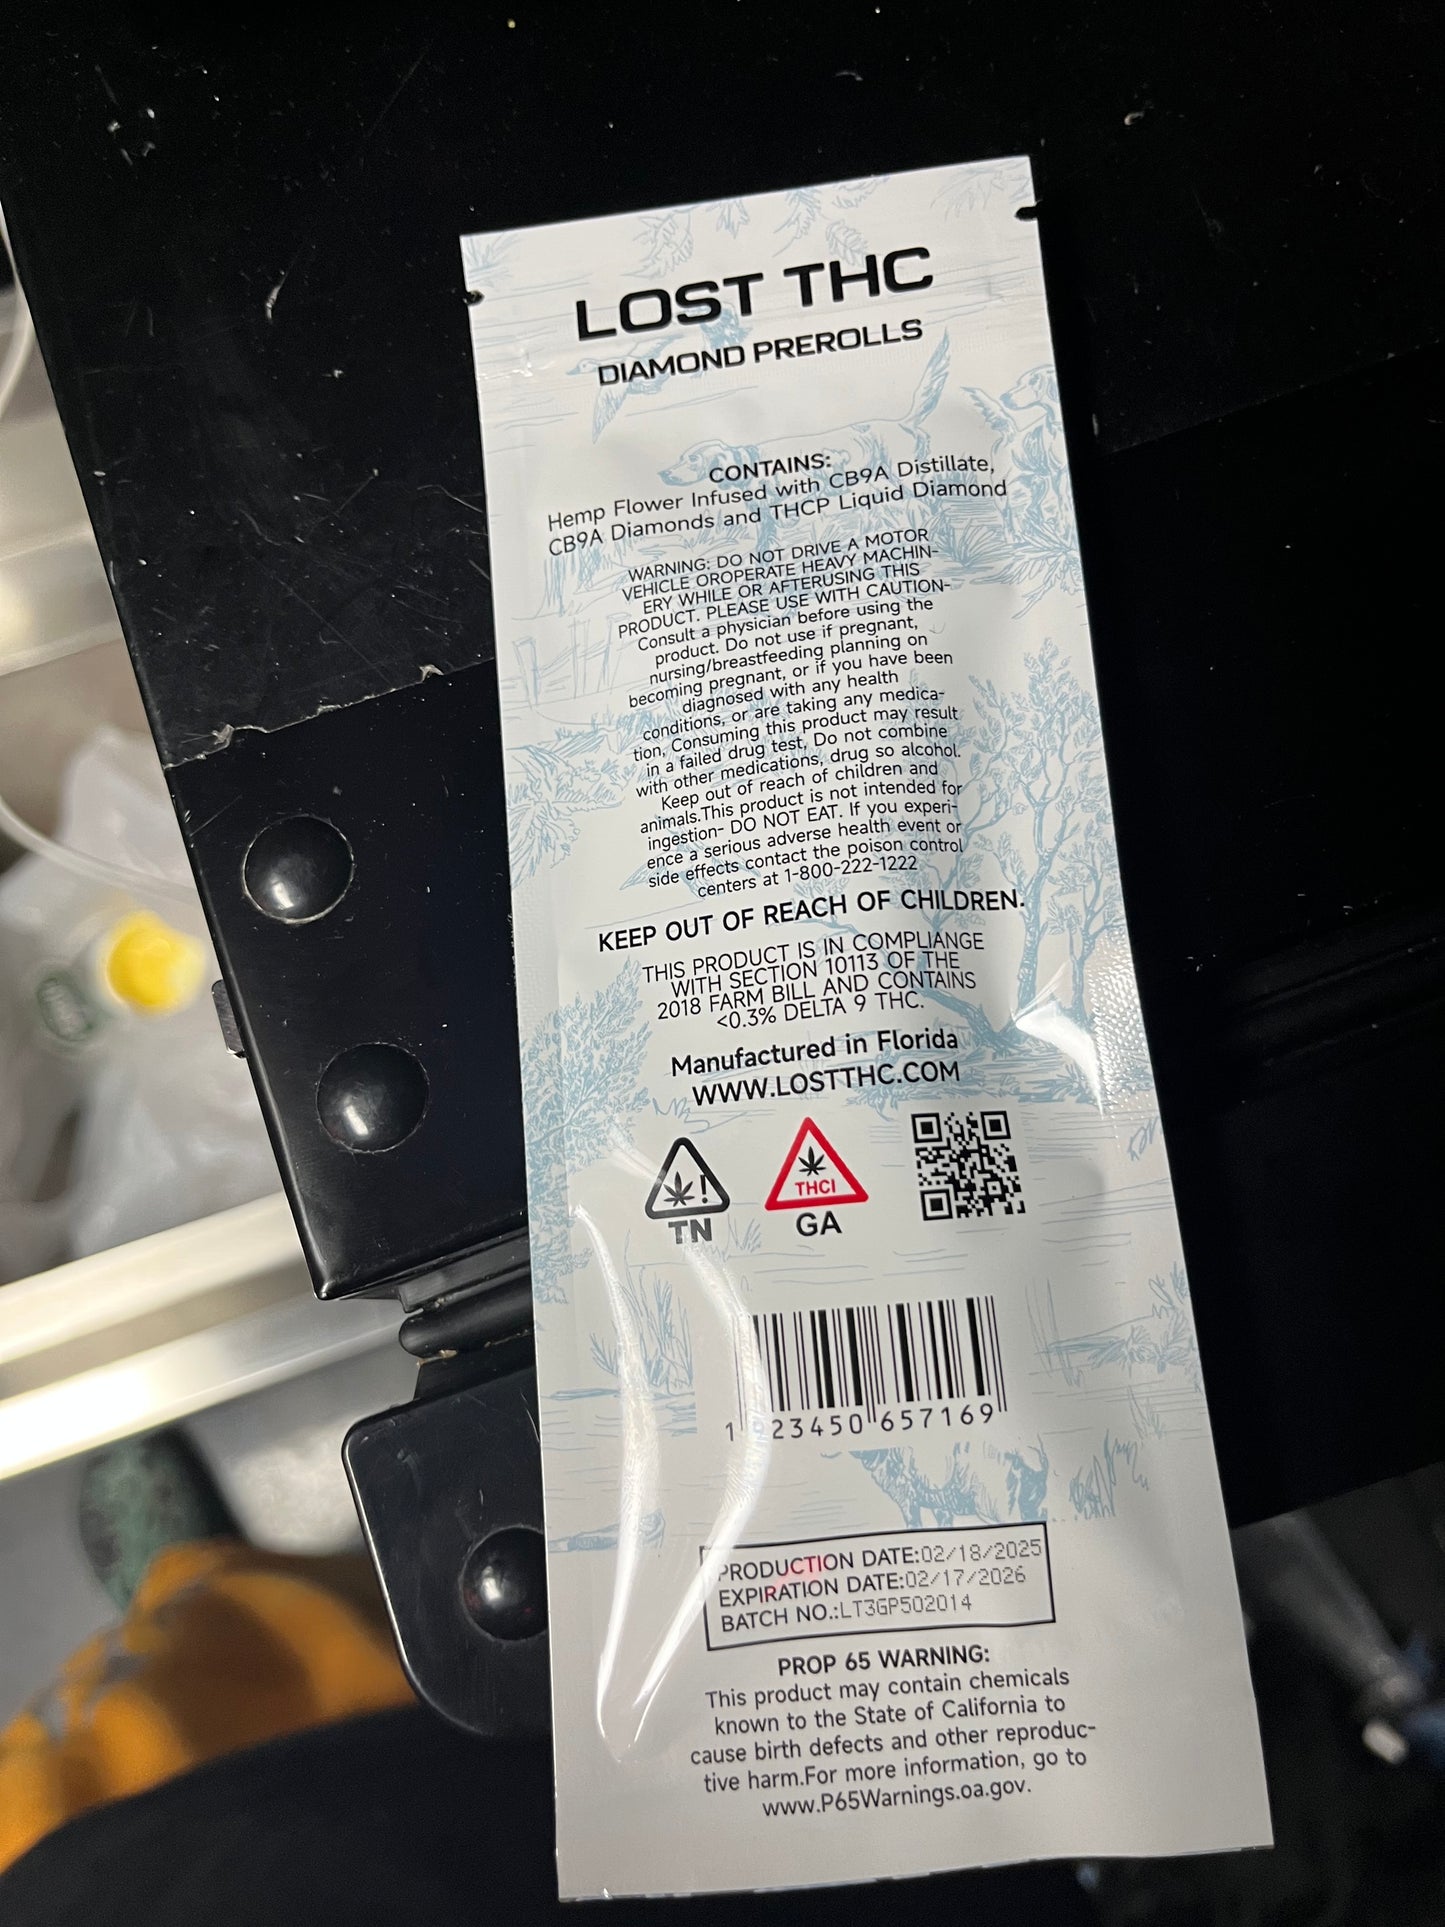 LOST THC
DIAMOND PREROLLS
CONTAINS:
Hemp Flower Infused with CB9A Distillate,
CB9A Diamonds and THCP Liquid Diamond
WARNING: DO NOT DRIVE A MOTOR
VEHICLE OROPERATE HEAVY MACHIN-
ERY WHILE OR AFTERUSING THIS
PRODUCT. PLEASE USE WITH CAUTION-
Consult a physician before using the
product. Do not use if pregnant,
nursing/breastfeeding planning on
becoming pregnant, or if you have been
diagnosed with any health
conditions, or are taking any medica-
tion, Consuming this product may result
in a failed drug test, Do not combine
with other medications, drug so alcohol.
Keep out of reach of children and
animals.This product is not intended for
ingestion- DO NOT EAT. If you experi-
ence a serious adverse health event or
side effects contact the poison control
centers at 1-800-222-1222
KEEP OUT OF REACH OF CHILDREN.
THIS PRODUCT IS IN COMPLIANGE
WITH SECTION 10113 OF THE
2018 FARM BILL AND CONTAINS
<0.3% DELTA 9 THC.
Manufactured in Florida
WWW.LOSTTHC.COM
!
TN
THCI
GA
1 923450 657169
PRODUCTION DATE:02/18/2025
EXPIRATION DATE:02/17/2026
BATCH NO.:LT3GP502014
PROP 65 WARNING:
This product may contain chemicals
known to the State of California to
cause birth defects and other reproduc-
tive harm.For more information, go to
www.P65Warnings.oa.gov.